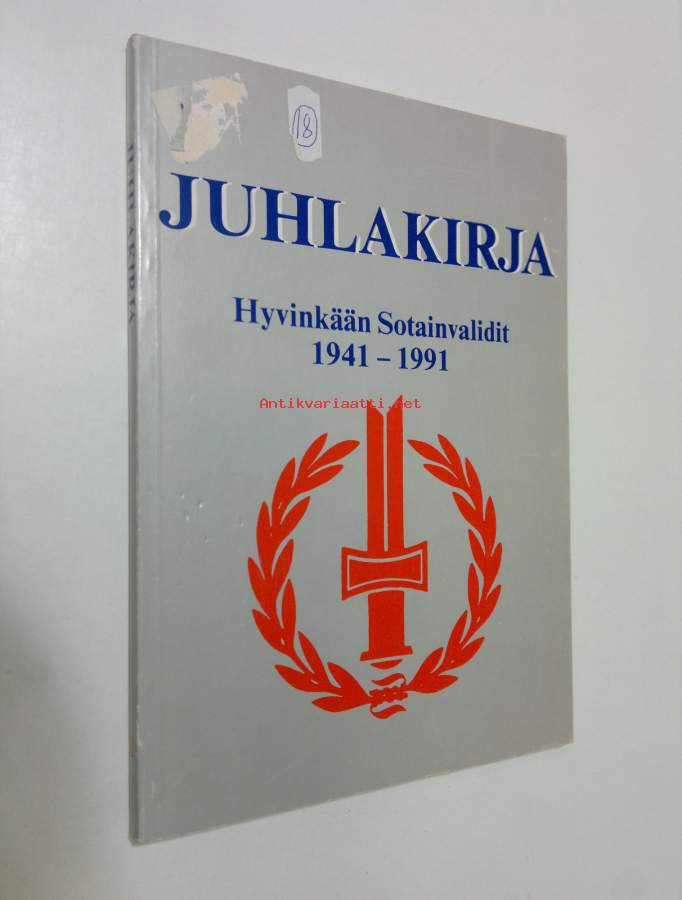 18
JUHLAKIRJA
JUHLAKIRJA
Hyvinkään Sotainvalidit
1941 – 1991
Antikvariaatti.net